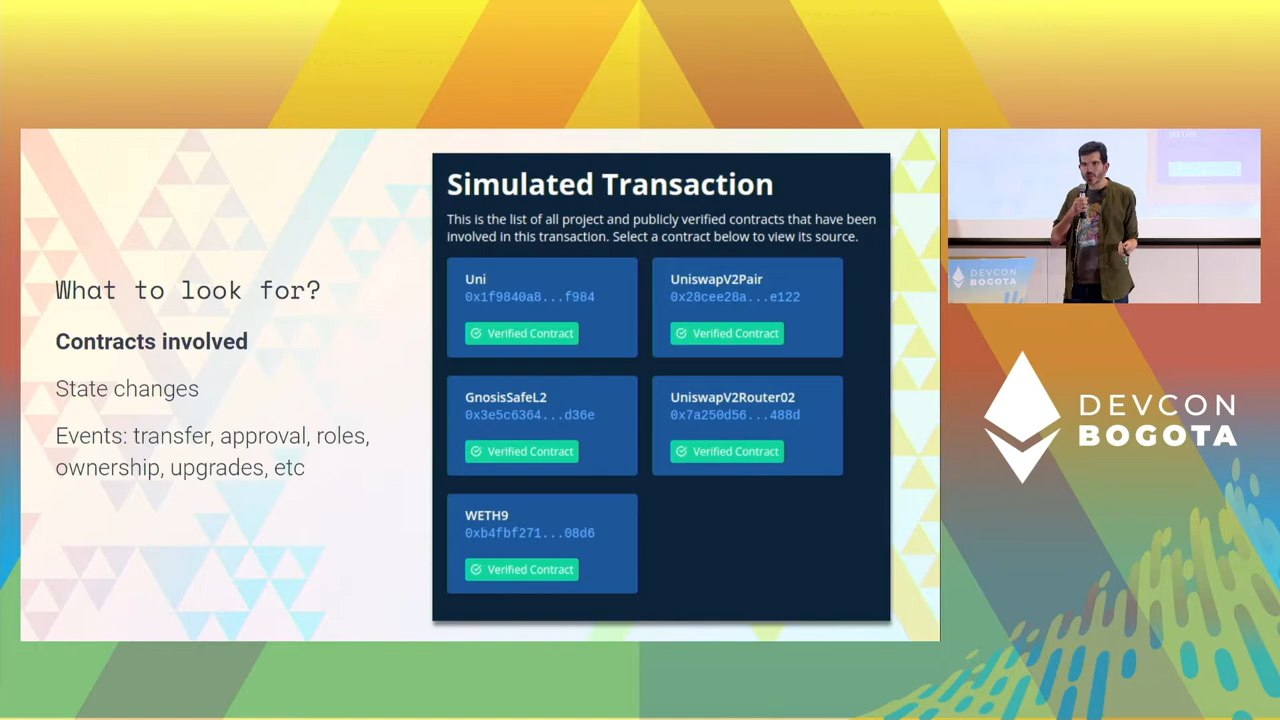 What to look for?
Contracts involved
State changes
Events: transfer, approval, roles,
ownership, upgrades, etc
Simulated Transaction
This is the list of all project and publicly verified contracts that have been
involved in this transaction. Select a contract below to view its source.
Uni
0x1f9840a8...f984
Verified Contract
UniswapV2Pair
0x28cee28a...e122
Verified Contract
GnosisSafeL2
0x3e5c6364...d36e
Verified Contract
UniswapV2Router02
0x7a250d56...488d
Verified Contract
WETH9
0xb4fbf271...08d6
Verified Contract
DEVCON
BOGOTA
DEVCON
BOGOTA